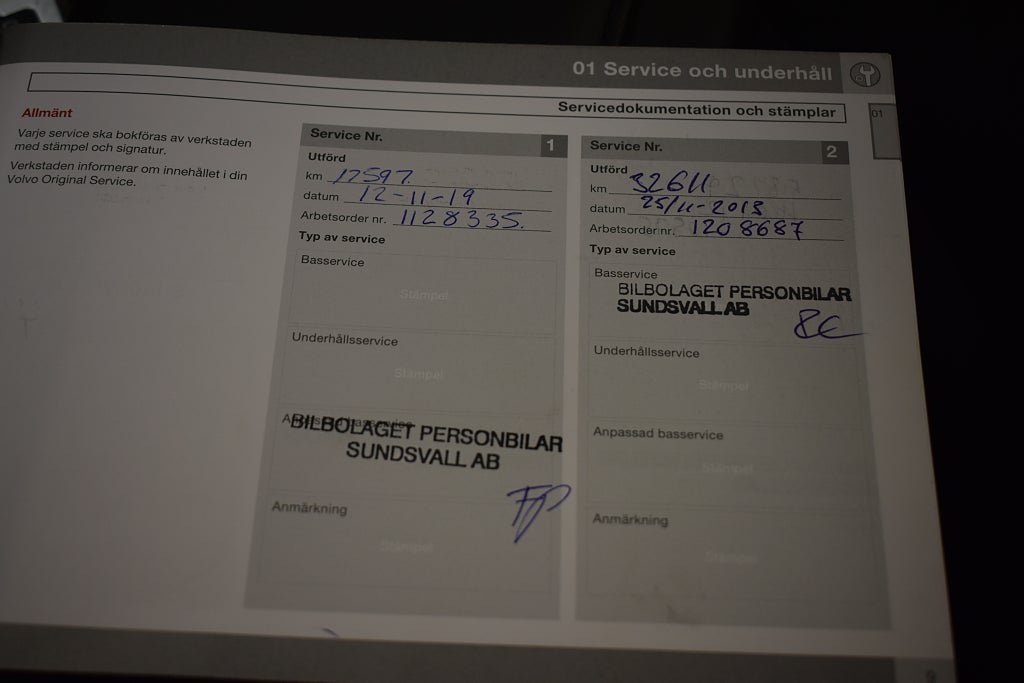 01 Service och underhåll
Servicedokumentation och stämplar
01
Allmänt
Varje service ska bokföras av verkstaden
med stämpel och signatur.
Verkstaden informerar om innehållet i din
Volvo Original Service.
Service Nr. 1
Utförd
km 12597.
datum 12-11-19
Arbetsorder nr. 1128335.
Typ av service
Basservice
Stämpel
Underhållsservice
Stämpel
Anpassad basservice
BILBOLAGET PERSONBILAR
SUNDSVALL AB
Anmärkning
Stämpel
Service Nr. 2
Utförd
km 32611
datum 25/11-2013
Arbetsorder nr. 1208687
Typ av service
Basservice
BILBOLAGET PERSONBILAR
SUNDSVALL AB
Underhållsservice
Stämpel
Anpassad basservice
Stämpel
Anmärkning
Stämpel